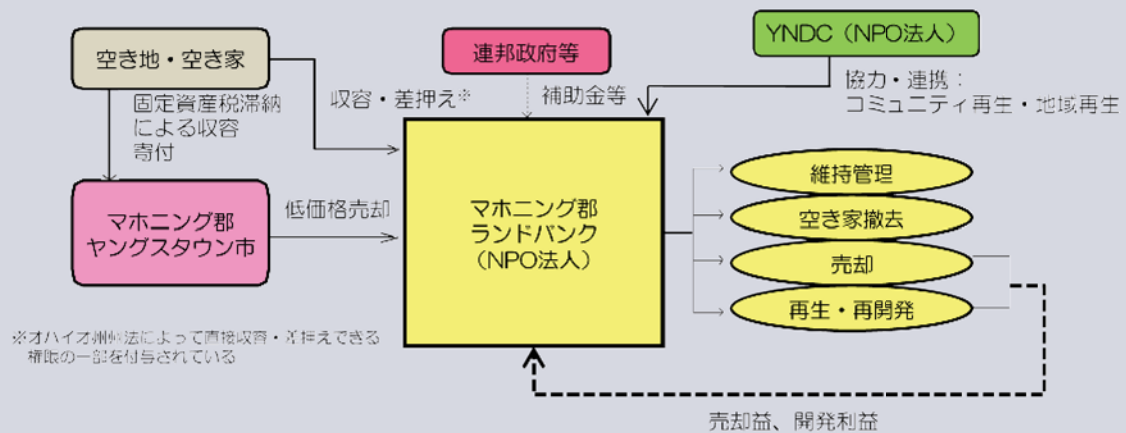 空き地・空き家
連邦政府等
YNDC（NPO法人）
固定資産税滞納
による収容
寄付
収容・差押え※
補助金等
協力・連携：
コミュニティ再生・地域再生
マホニング郡
ヤングスタウン市
低価格売却
マホニング郡
ランドバンク
（NPO法人）
維持管理
空き家撤去
売却
再生・再開発
※オハイオ州州法によって直接収容・差押えできる
権限の一部を付与されている
売却益、開発利益